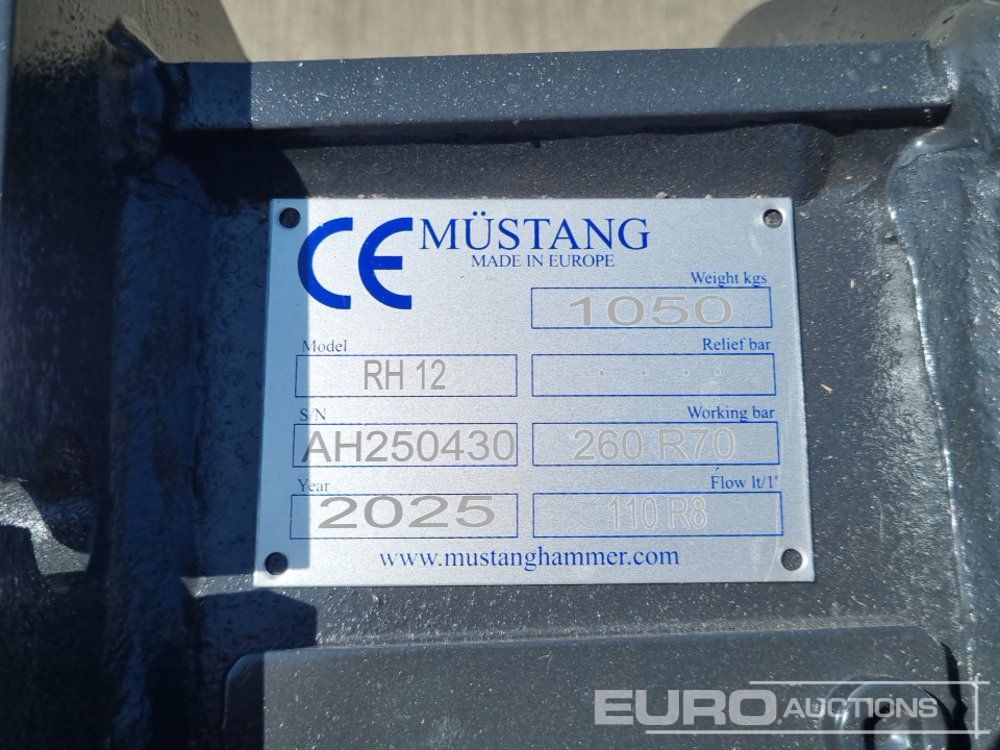 CE MÜSTANG
MADE IN EUROPE
Weight kgs
1050
Model
RH 12
Relief bar
S/N
AH250430
Working bar
260 R70
Year
2025
Flow lt/1'
110 R8
www.mustanghammer.com
EURO AUCTIONS